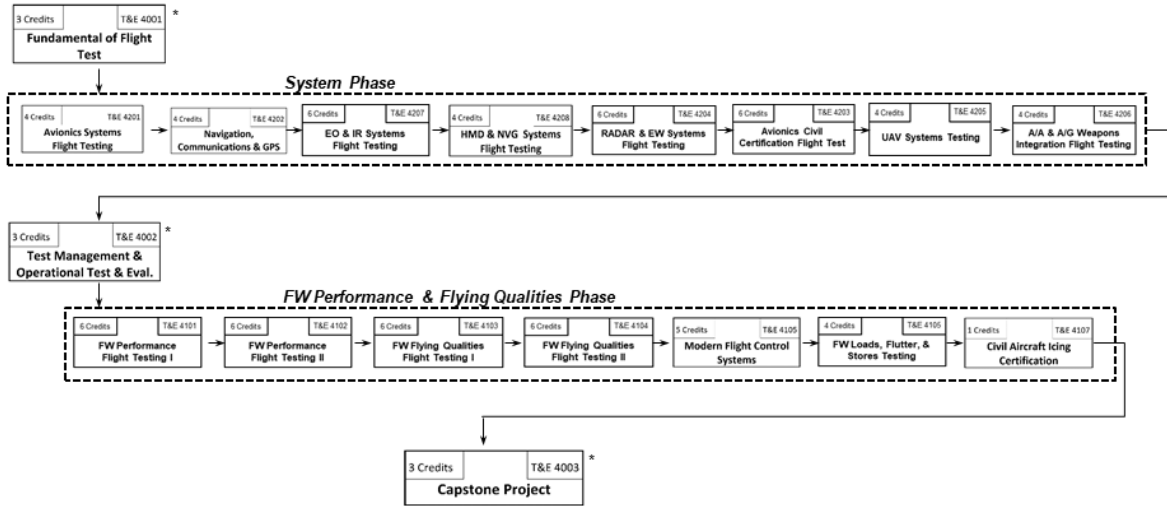 3 Credits T&E 4001 *
Fundamental of Flight
Test
System Phase
4 Credits T&E 4201
Avionics Systems
Flight Testing
4 Credits T&E 4202
Navigation,
Communications & GPS
6 Credits T&E 4207
EO & IR Systems
Flight Testing
4 Credits T&E 4208
HMD & NVG Systems
Flight Testing
6 Credits T&E 4204
RADAR & EW Systems
Flight Testing
6 Credits T&E 4203
Avionics Civil
Certification Flight Test
4 Credits T&E 4205
UAV Systems Testing
4 Credits T&E 4206
A/A & A/G Weapons
Integration Flight Testing
3 Credits T&E 4002 *
Test Management &
Operational Test & Eval.
FW Performance & Flying Qualities Phase
6 Credits T&E 4101
FW Performance
Flight Testing I
6 Credits T&E 4102
FW Performance
Flight Testing II
6 Credits T&E 4103
FW Flying Qualities
Flight Testing I
6 Credits T&E 4104
FW Flying Qualities
Flight Testing II
5 Credits T&E 4105
Modern Flight Control
Systems
4 Credits T&E 4105
FW Loads, Flutter, &
Stores Testing
1 Credits T&E 4107
Civil Aircraft Icing
Certification
3 Credits T&E 4003 *
Capstone Project